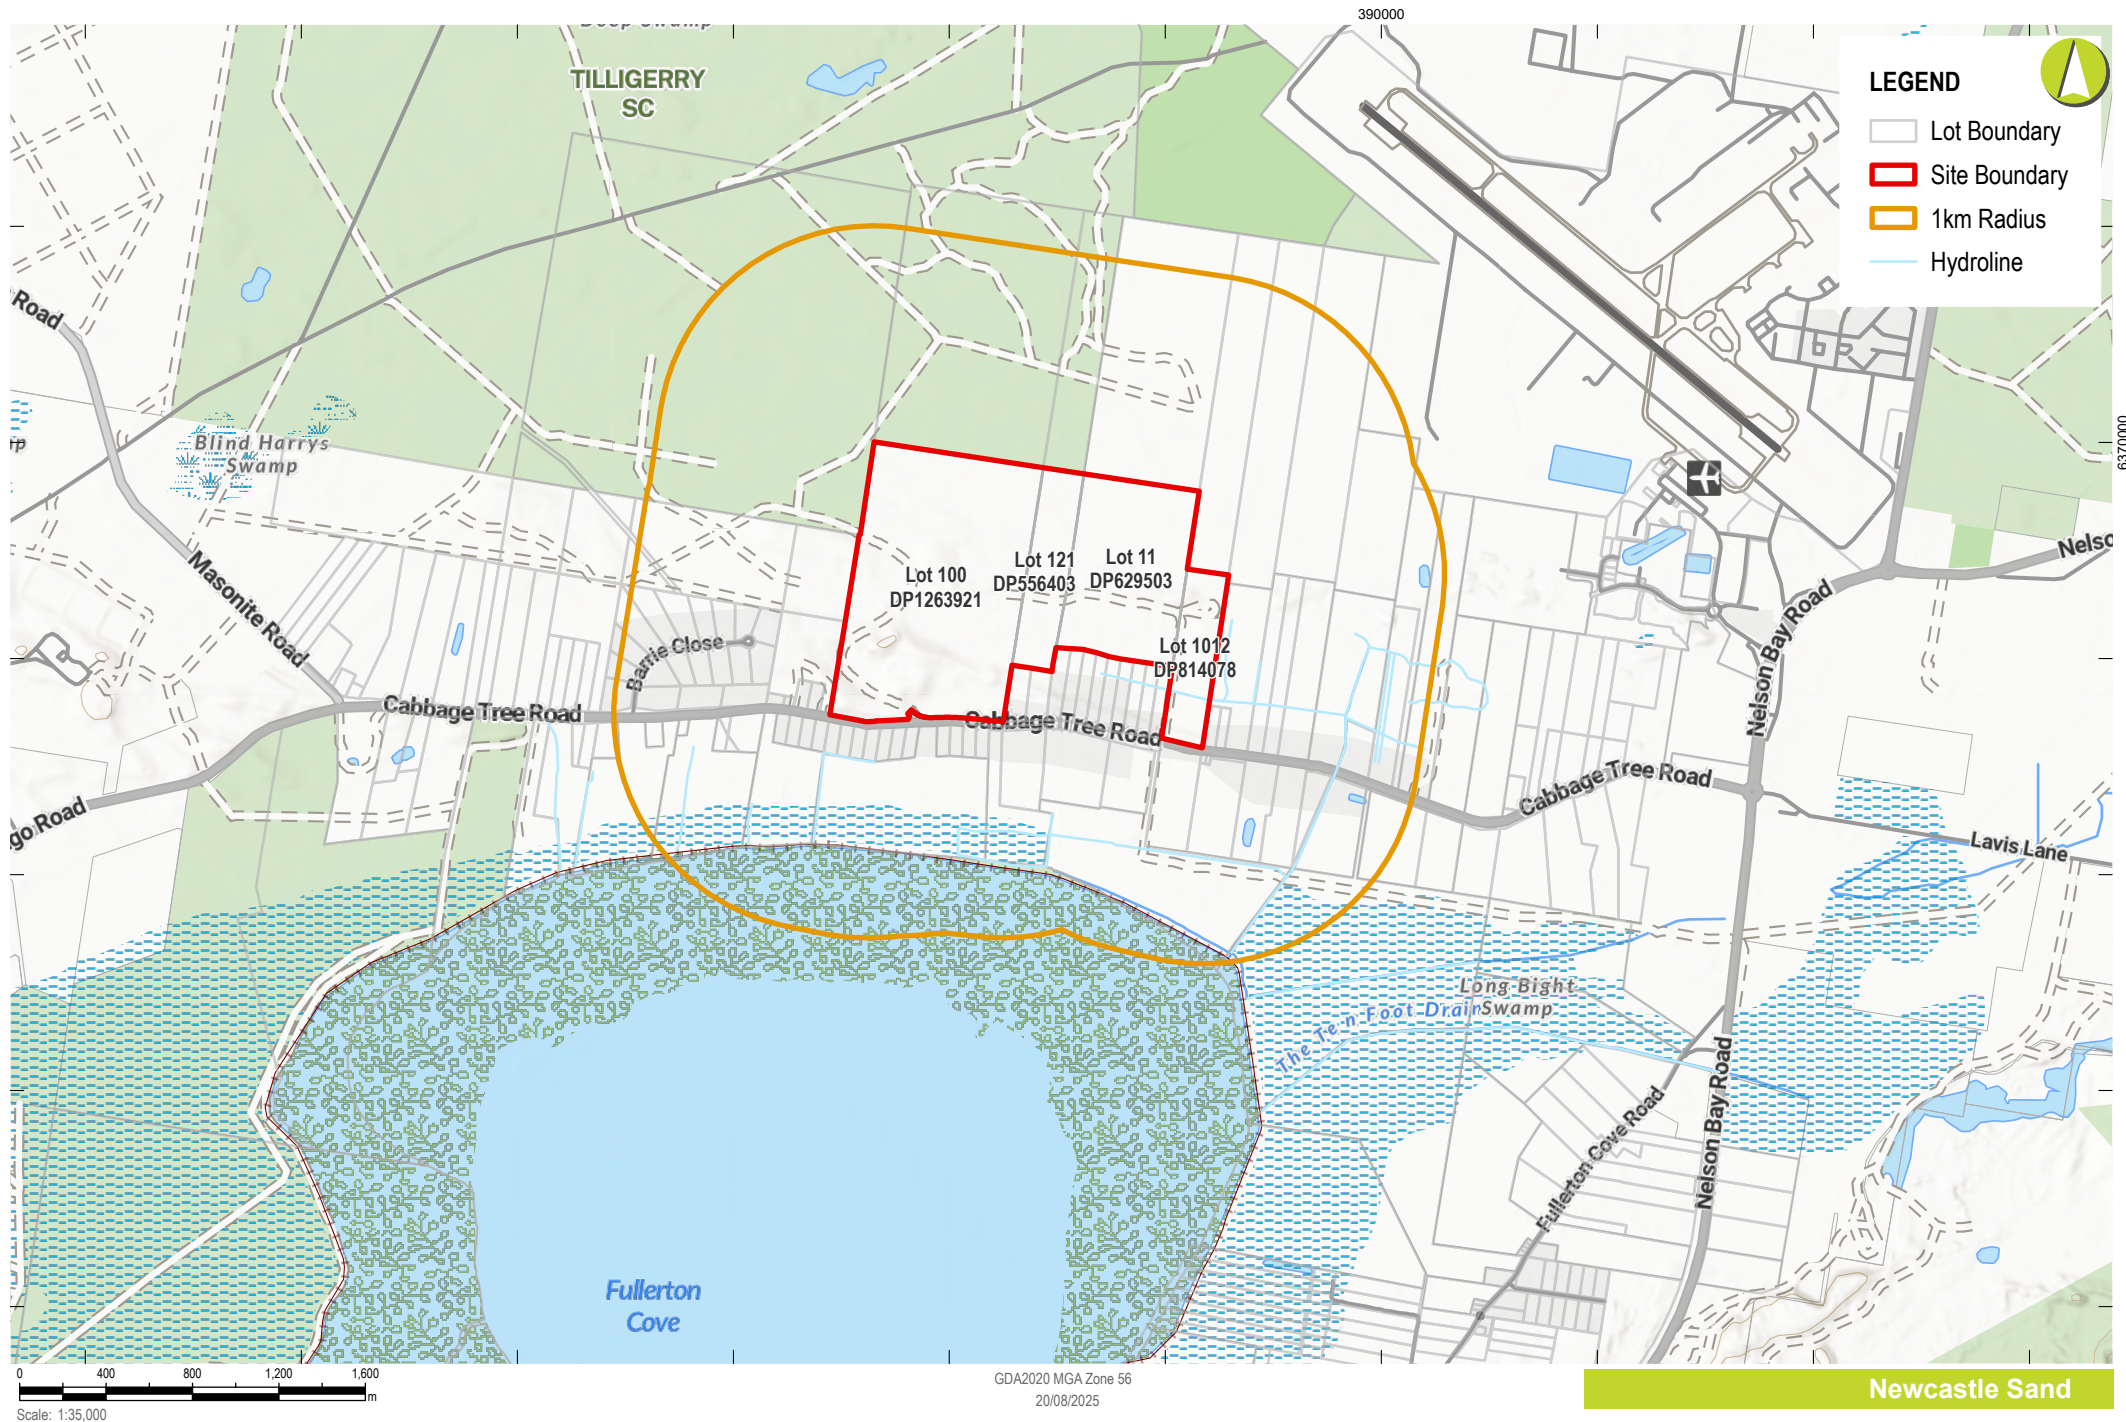 390000
TILLIGERRY
SC
LEGEND
Lot Boundary
Site Boundary
1km Radius
Hydroline
Road
6370000
Blind Harrys
Swamp
Masonite Road
Lot 100
DP1263921
Lot 121
DP556403
Lot 11
DP629503
Lot 1012
DP814078
Barrie Close
Cabbage Tree Road
Cabbage Tree Road
Cabbage Tree Road
Nelson Bay Road
Nelso
go Road
Lavis Lane
Long Bight
Swamp
The Ten Foot Drain
Nelson Bay Road
Fullerton Cove Road
Fullerton
Cove
0 400 800 1,200 1,600
m
Scale: 1:35,000
GDA2020 MGA Zone 56
20/08/2025
Newcastle Sand